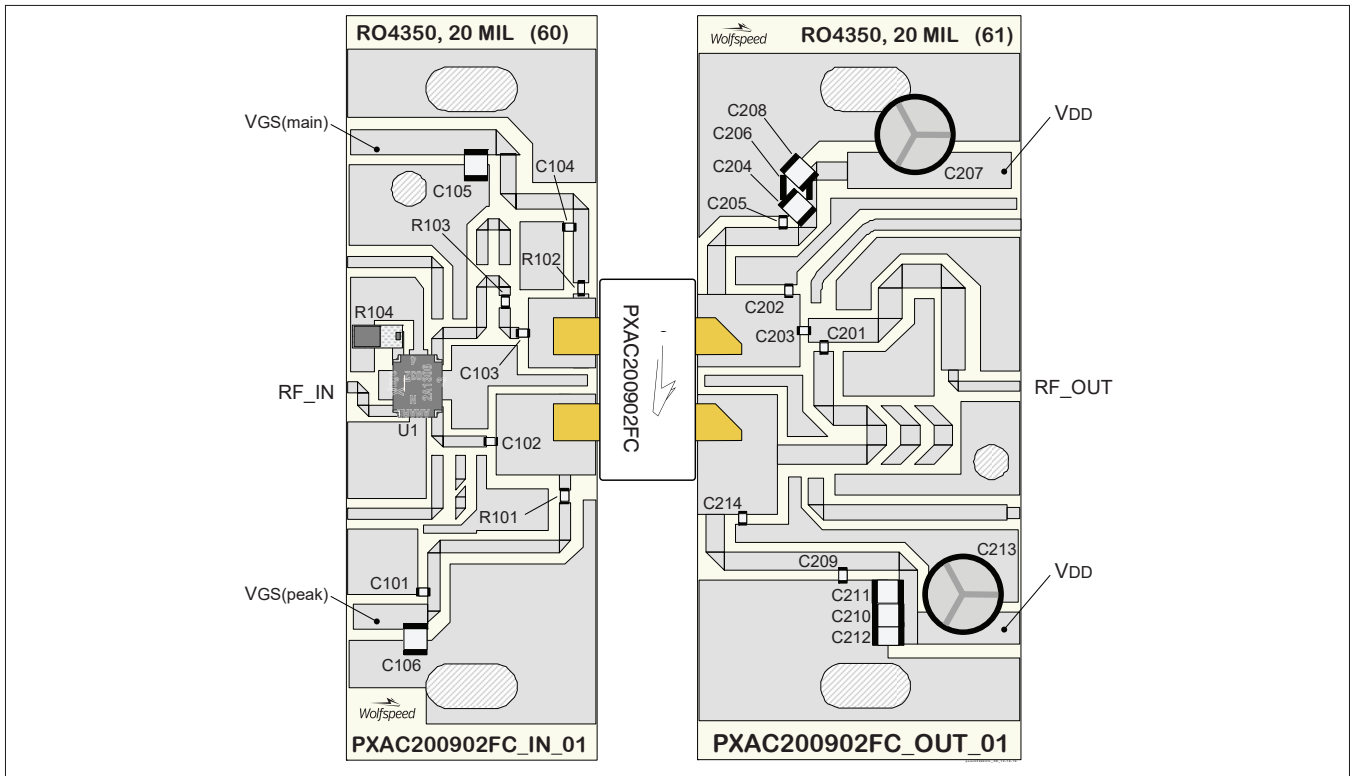 RO4350, 20 MIL (60)
Wolfspeed
RO4350, 20 MIL (61)
VGS(main)
C105
C104
R103
R102
R104
C103
RF_IN
U1
2A1306
C102
R101
C101
VGS(peak)
C106
Wolfspeed
PXAC200902FC_IN_01
PXAC200902FC
C208
C206
C204
C205
C207
VDD
C202
C203
C201
RF_OUT
C214
C209
C213
C211
C210
C212
VDD
PXAC200902FC_OUT_01